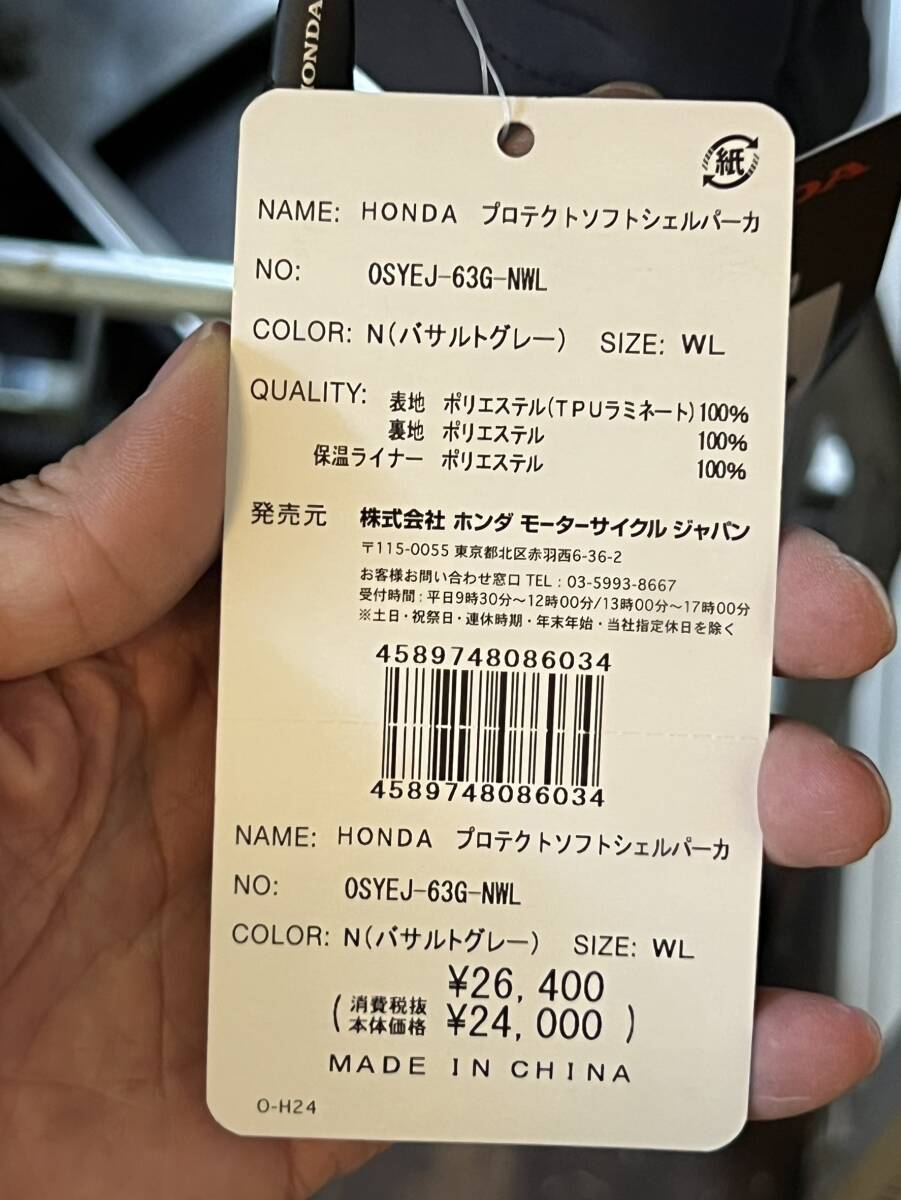 HONDA
紙
NAME: HONDA プロテクトソフトシェルパーカ
NO: 0SYEJ-63G-NWL
COLOR: N(バサルトグレー) SIZE: WL
QUALITY: 表地 ポリエステル(TPUラミネート)100%
裏地 ポリエステル 100%
保温ライナー ポリエステル 100%
発売元 株式会社 ホンダ モーターサイクル ジャパン
〒115-0055 東京都北区赤羽西6-36-2
お客様お問い合わせ窓口 TEL : 03-5993-8667
受付時間 : 平日9時30分～12時00分/13時00分～17時00分
※土日・祝祭日・連休時期・年末年始・当社指定休日を除く
4589748086034
4589748086034
NAME: HONDA プロテクトソフトシェルパーカ
NO: 0SYEJ-63G-NWL
COLOR: N(バサルトグレー) SIZE: WL
¥26,400
(消費税抜本体価格 ¥24,000)
MADE IN CHINA
O-H24